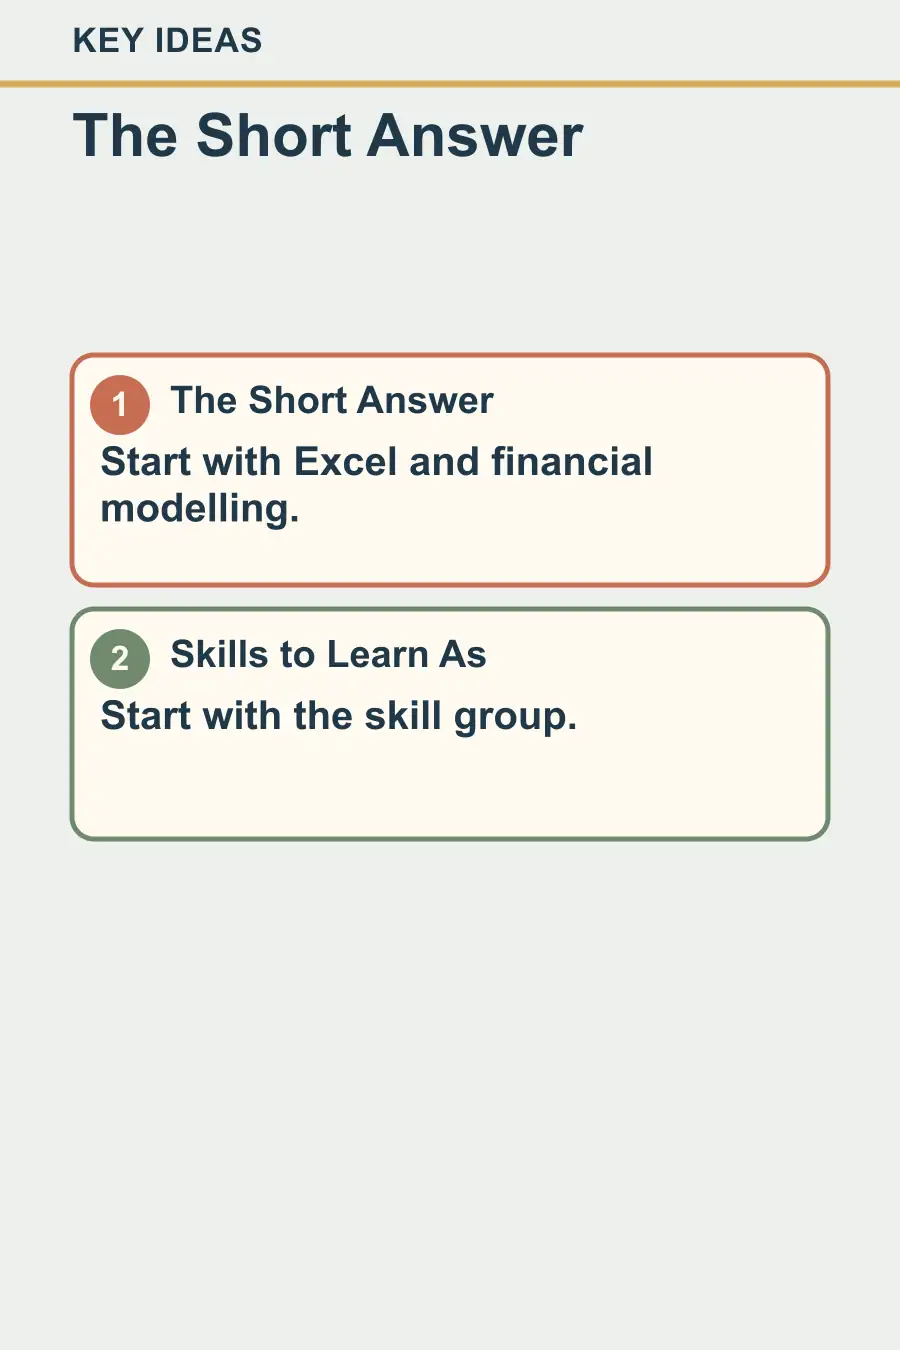 KEY IDEAS
The Short Answer
1 The Short Answer
Start with Excel and financial
modelling.
2 Skills to Learn As
Start with the skill group.